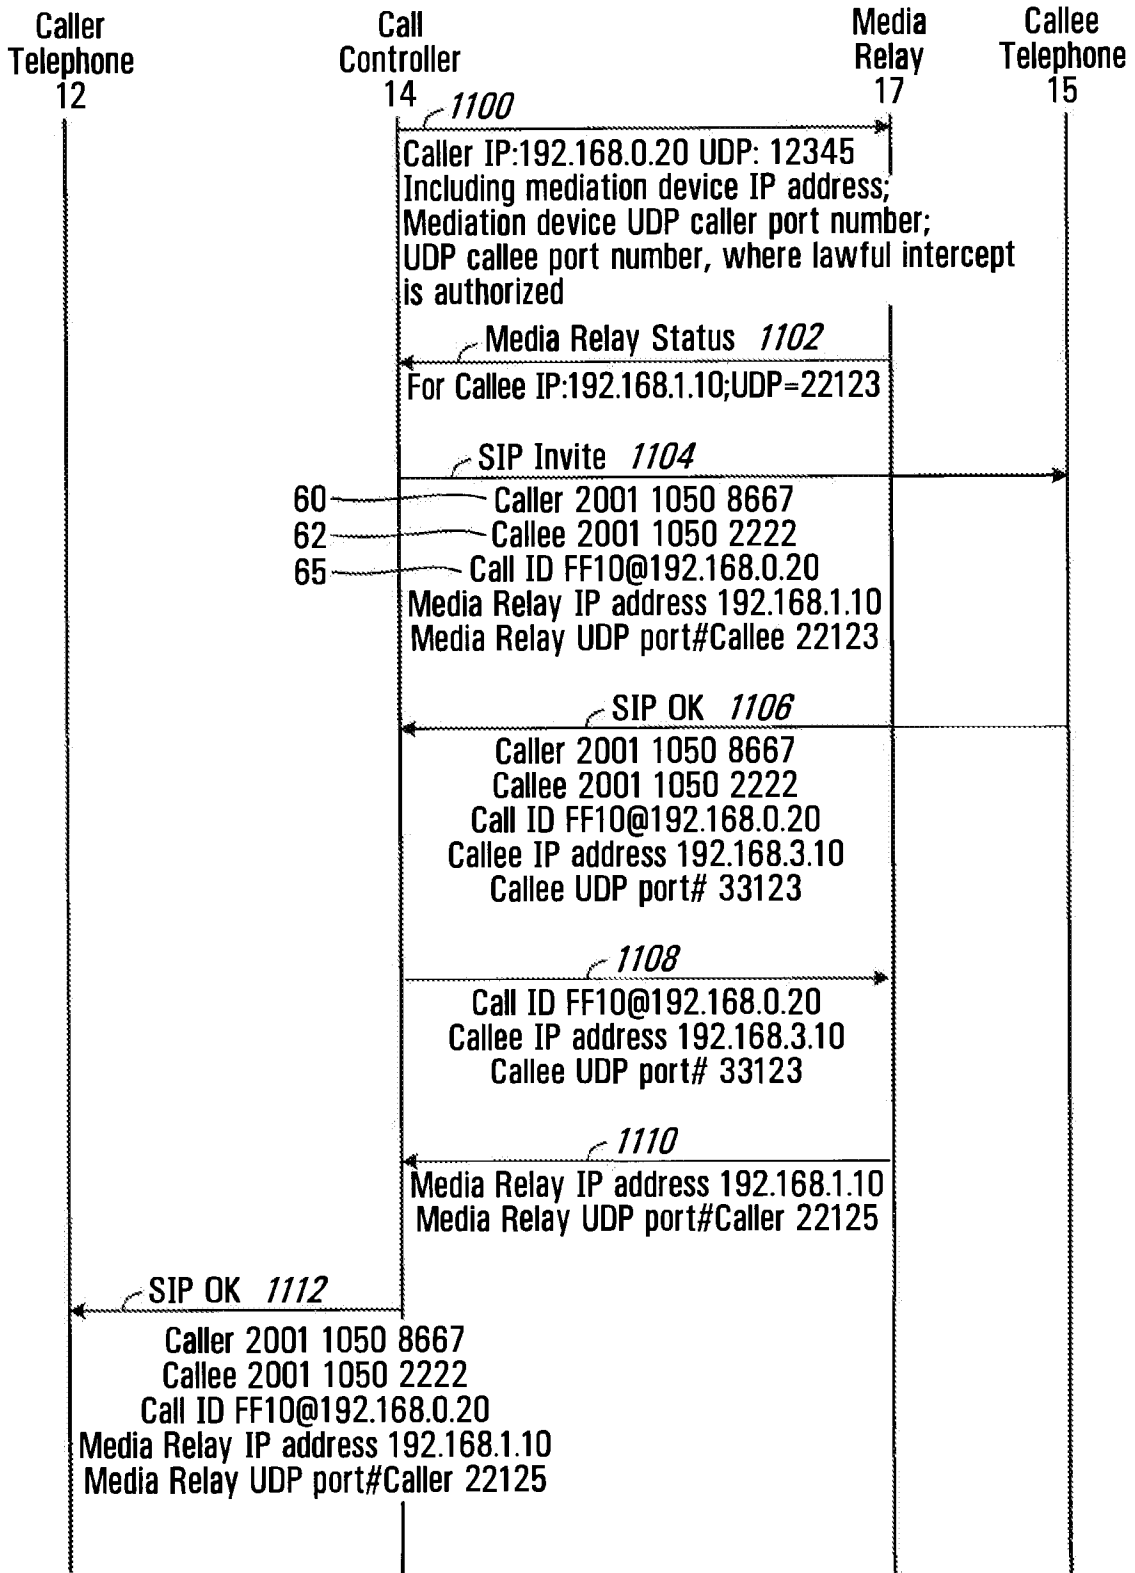 Caller
Telephone
12
Call
Controller
14
Media
Relay
17
Callee
Telephone
15
1100
Caller IP:192.168.0.20 UDP: 12345
Including mediation device IP address;
Mediation device UDP caller port number;
UDP callee port number, where lawful intercept
is authorized
Media Relay Status 1102
For Callee IP:192.168.1.10;UDP=22123
SIP Invite 1104
60 Caller 2001 1050 8667
62 Callee 2001 1050 2222
65 Call ID FF10@192.168.0.20
Media Relay IP address 192.168.1.10
Media Relay UDP port#Callee 22123
SIP OK 1106
Caller 2001 1050 8667
Callee 2001 1050 2222
Call ID FF10@192.168.0.20
Callee IP address 192.168.3.10
Callee UDP port# 33123
1108
Call ID FF10@192.168.0.20
Callee IP address 192.168.3.10
Callee UDP port# 33123
1110
Media Relay IP address 192.168.1.10
Media Relay UDP port#Caller 22125
SIP OK 1112
Caller 2001 1050 8667
Callee 2001 1050 2222
Call ID FF10@192.168.0.20
Media Relay IP address 192.168.1.10
Media Relay UDP port#Caller 22125